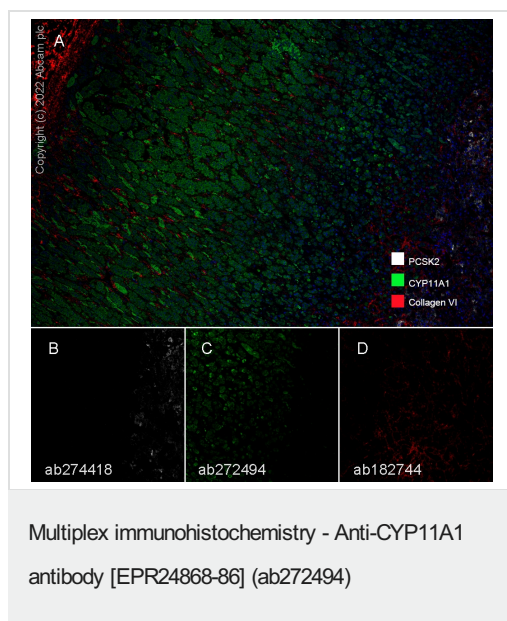 A
Copyright (c) 2022 Abcam plc
PCSK2
CYP11A1
Collagen VI
B
ab274418
C
ab272494
D
ab182744
Multiplex immunohistochemistry - Anti-CYP11A1
antibody [EPR24868-86] (ab272494)